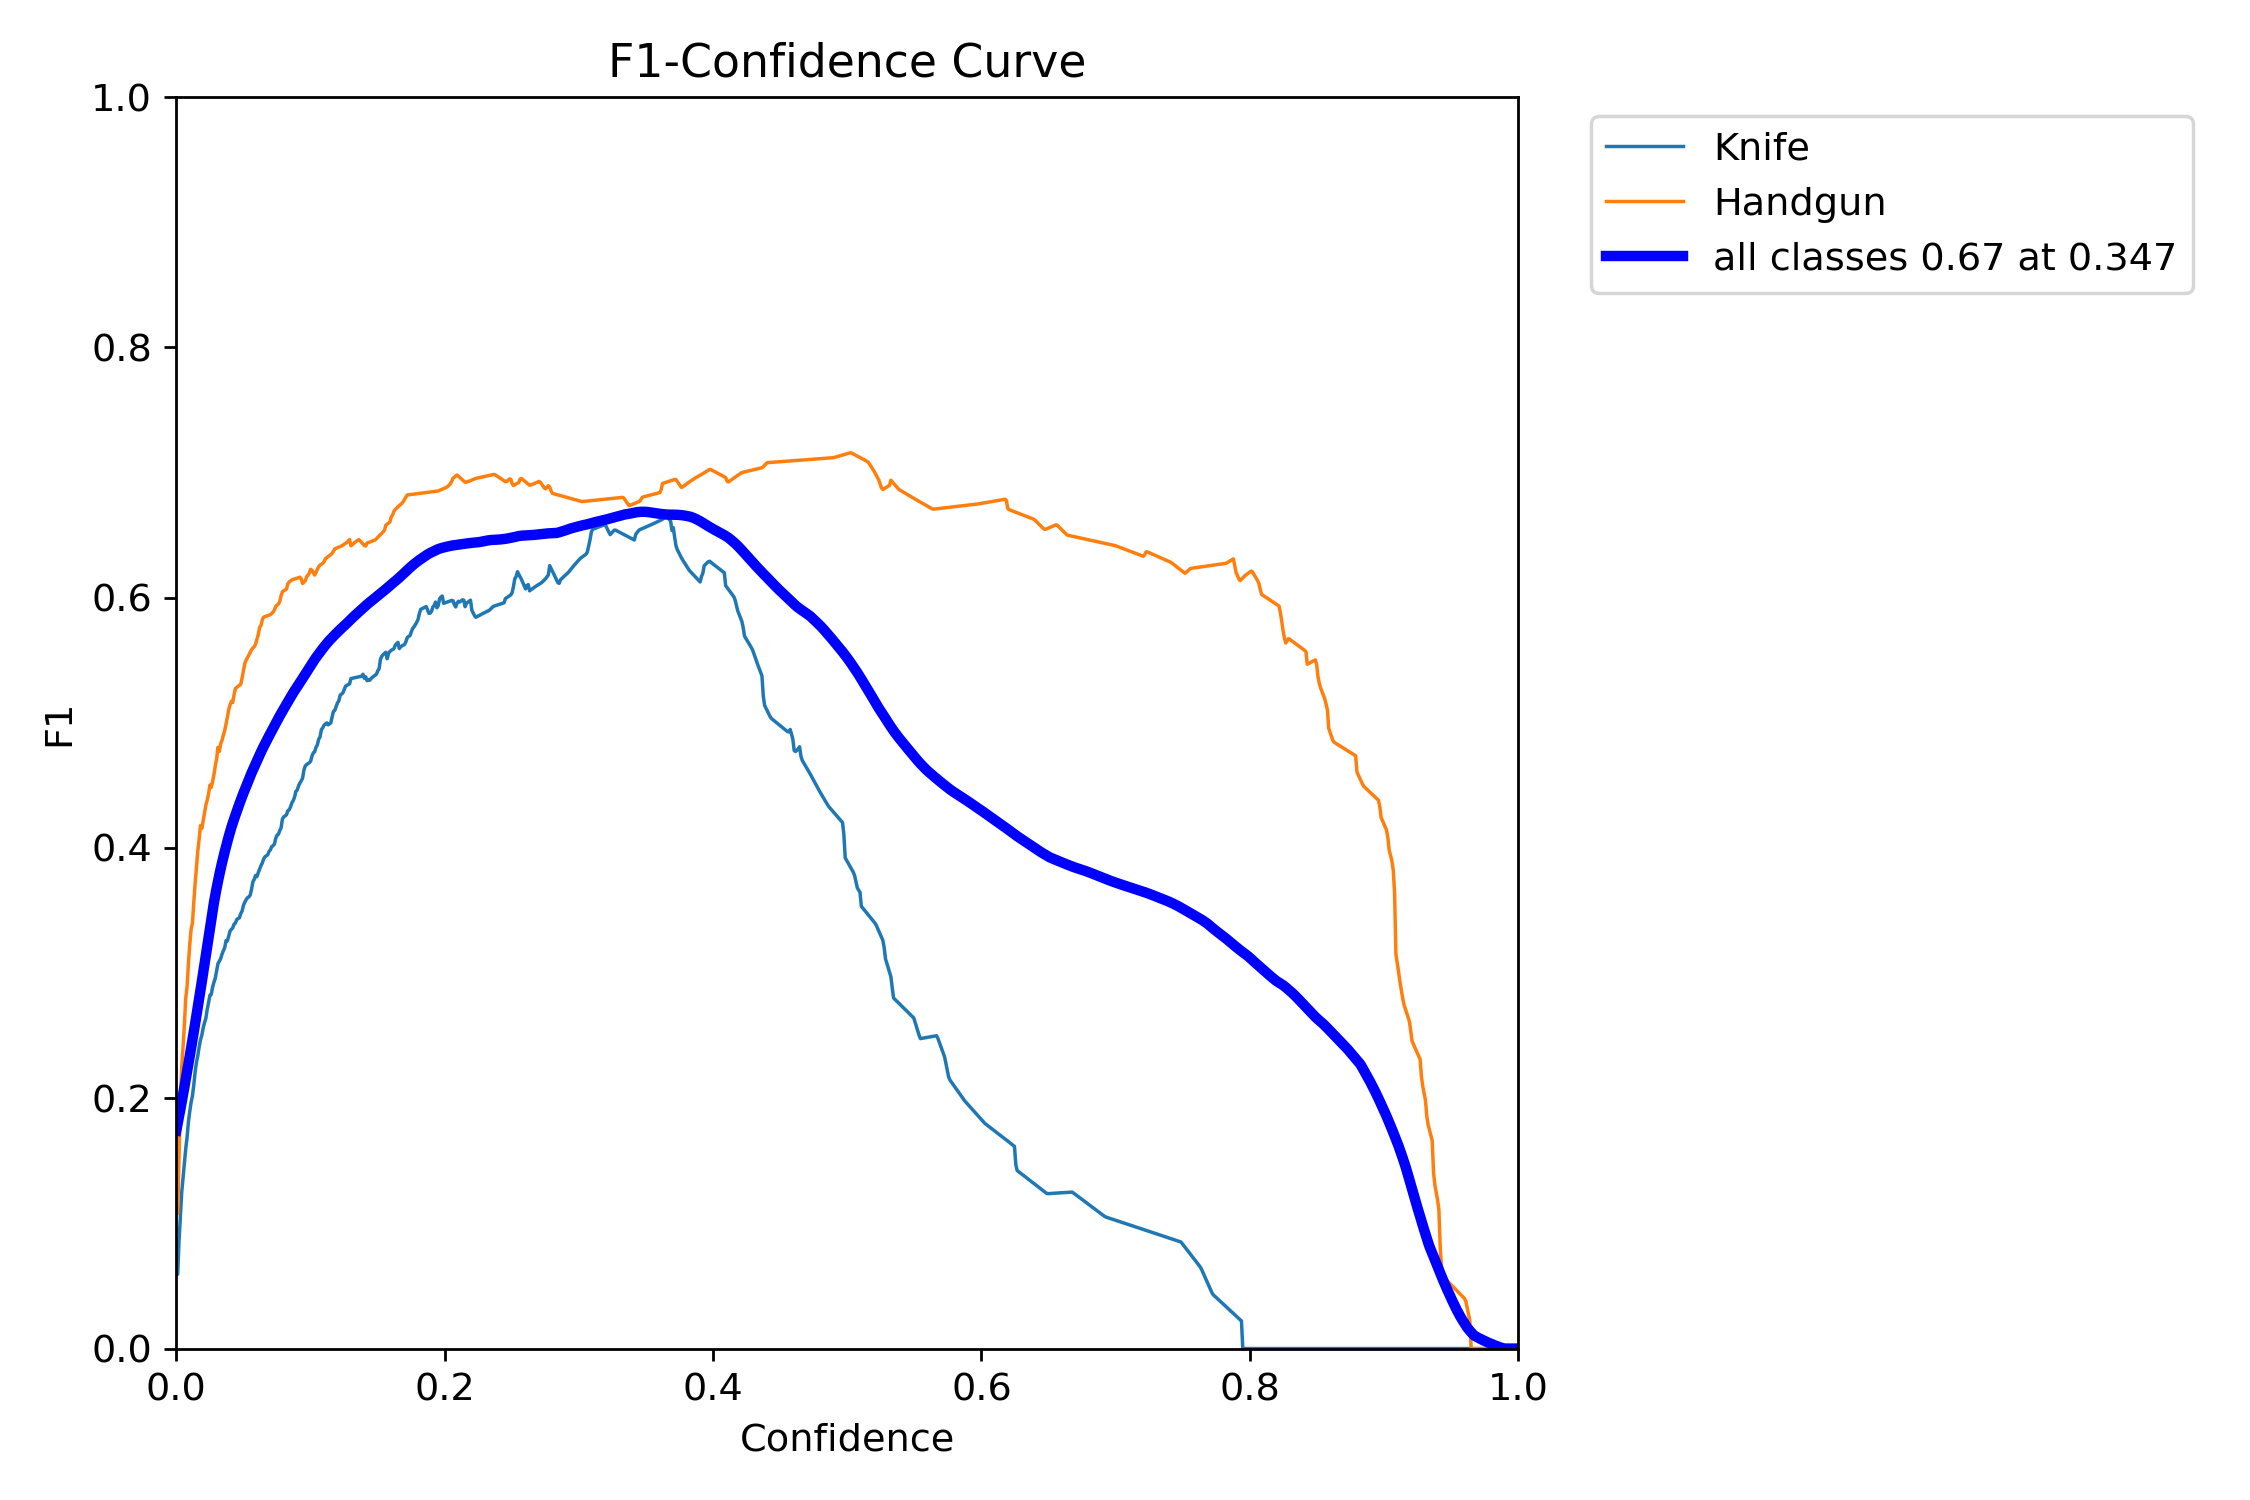 F1-Confidence Curve
1.0
0.8
0.6
0.4
0.2
0.0
F1
0.0 0.2 0.4 0.6 0.8 1.0
Confidence
Knife
Handgun
all classes 0.67 at 0.347